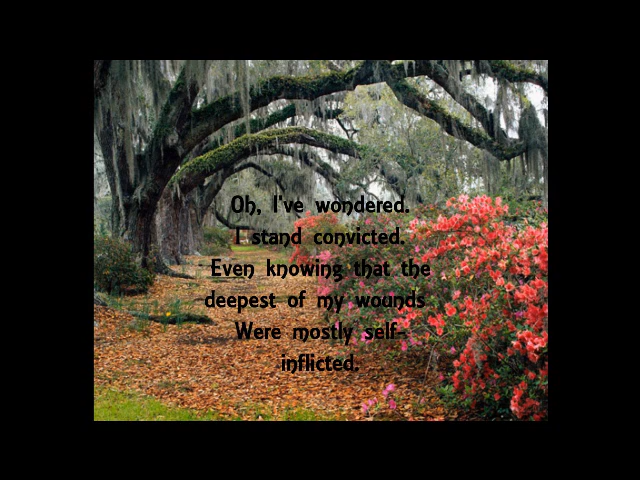 Oh, I've wondered.
I stand convicted.
Even knowing that the
deepest of my wounds
Were mostly self-
inflicted.